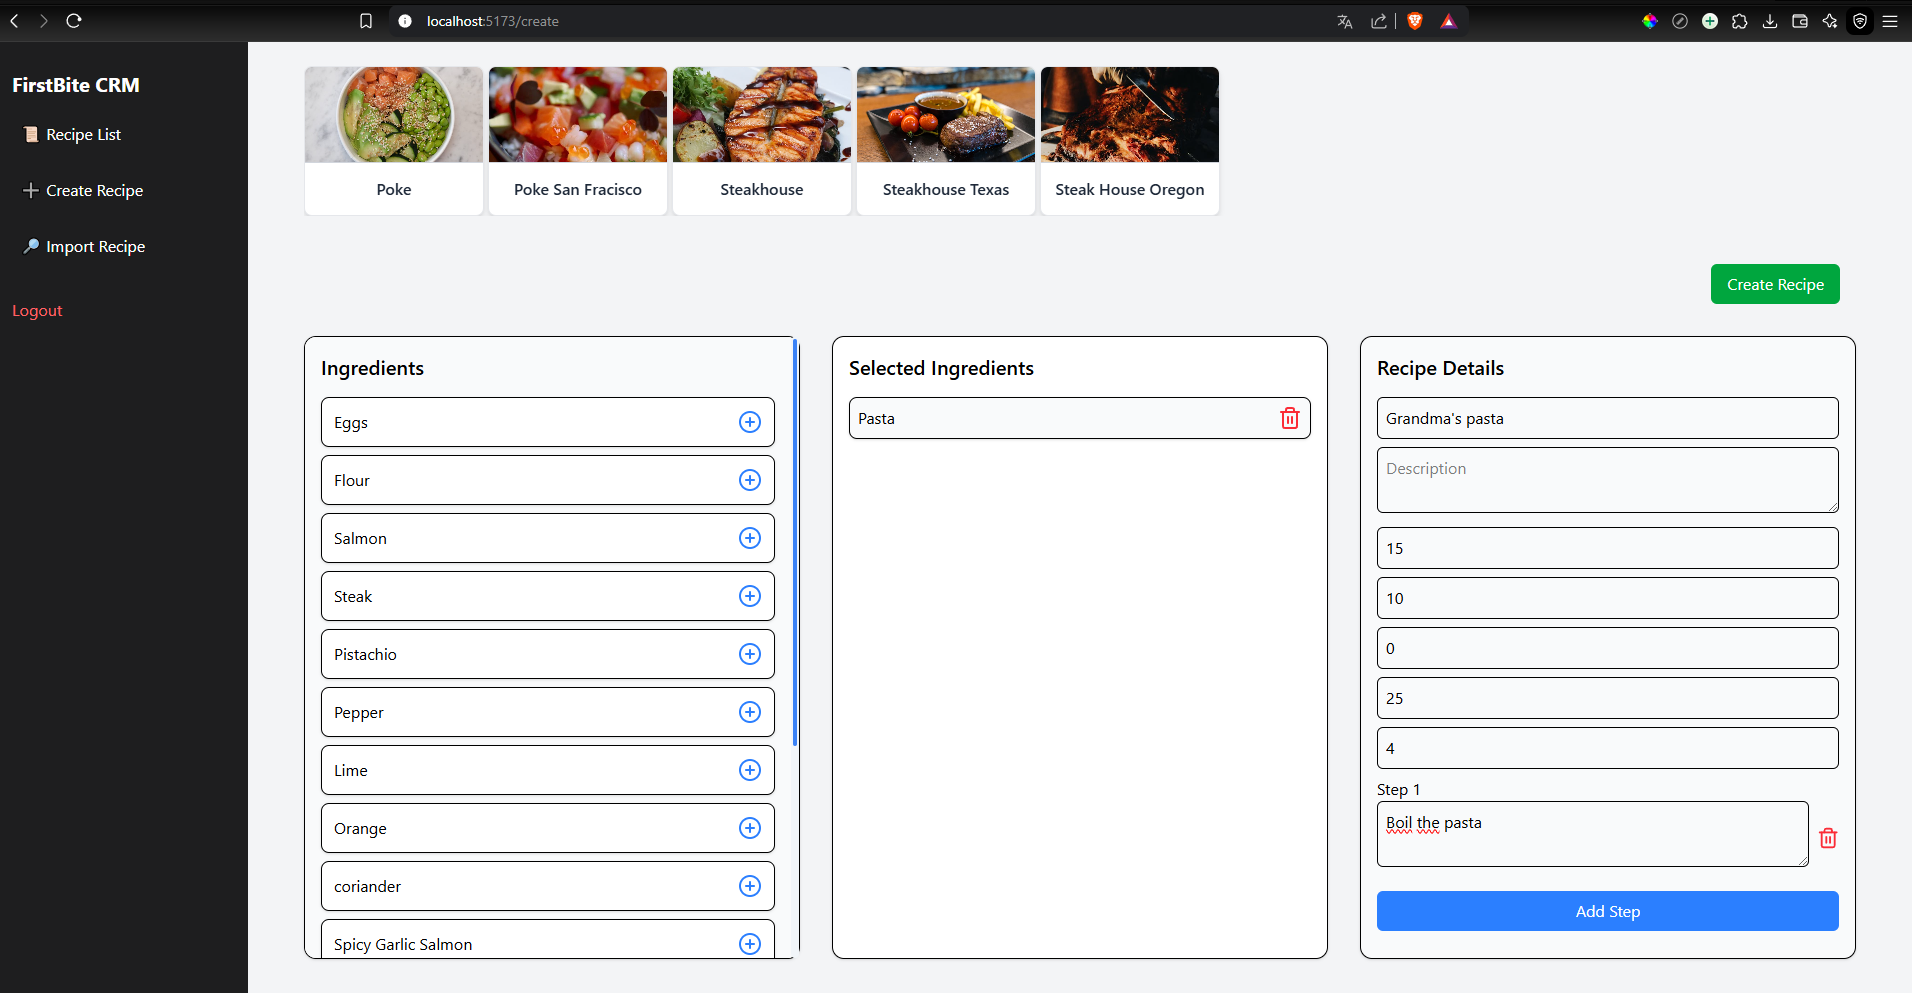 localhost:5173/create
FirstBite CRM
Recipe List
Create Recipe
Import Recipe
Logout
Poke
Poke San Fracisco
Steakhouse
Steakhouse Texas
Steak House Oregon
Create Recipe
Ingredients
Eggs
Flour
Salmon
Steak
Pistachio
Pepper
Lime
Orange
coriander
Spicy Garlic Salmon
Selected Ingredients
Pasta
Recipe Details
Grandma's pasta
Description
15
10
0
25
4
Step 1
Boil the pasta
Add Step